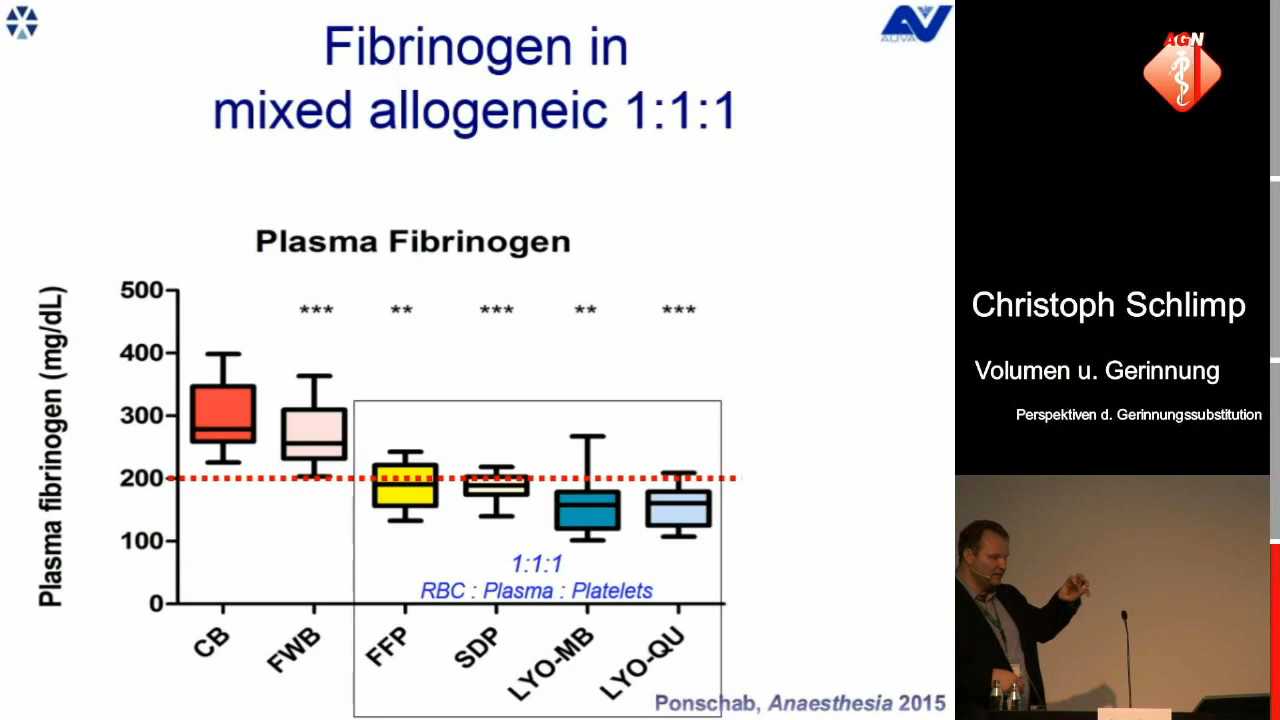 Fibrinogen in
mixed allogeneic 1:1:1
ADVA
AGN
Plasma Fibrinogen
Plasma fibrinogen (mg/dL)
500
400
300
200
100
0
*** ** *** ** ***
1:1:1
RBC : Plasma : Platelets
CB FWB FFP SDP LYO-MB LYO-QU
Ponschab, Anaesthesia 2015
Christoph Schlimp
Volumen u. Gerinnung
Perspektiven d. Gerinnungssubstitution